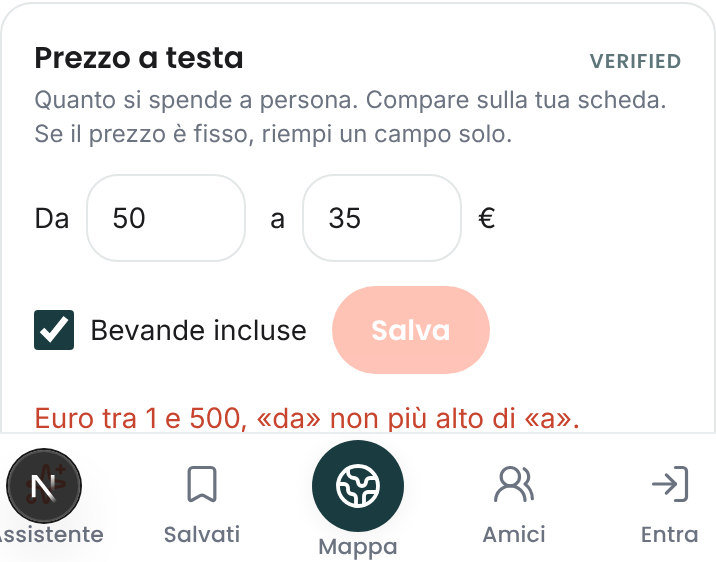 Prezzo a testa
VERIFIED
Quanto si spende a persona. Compare sulla tua scheda.
Se il prezzo è fisso, riempi un campo solo.
Da 50 a 35 €
Bevande incluse Salva
Euro tra 1 e 500, «da» non più alto di «a».
N
Assistente Salvati Mappa Amici Entra